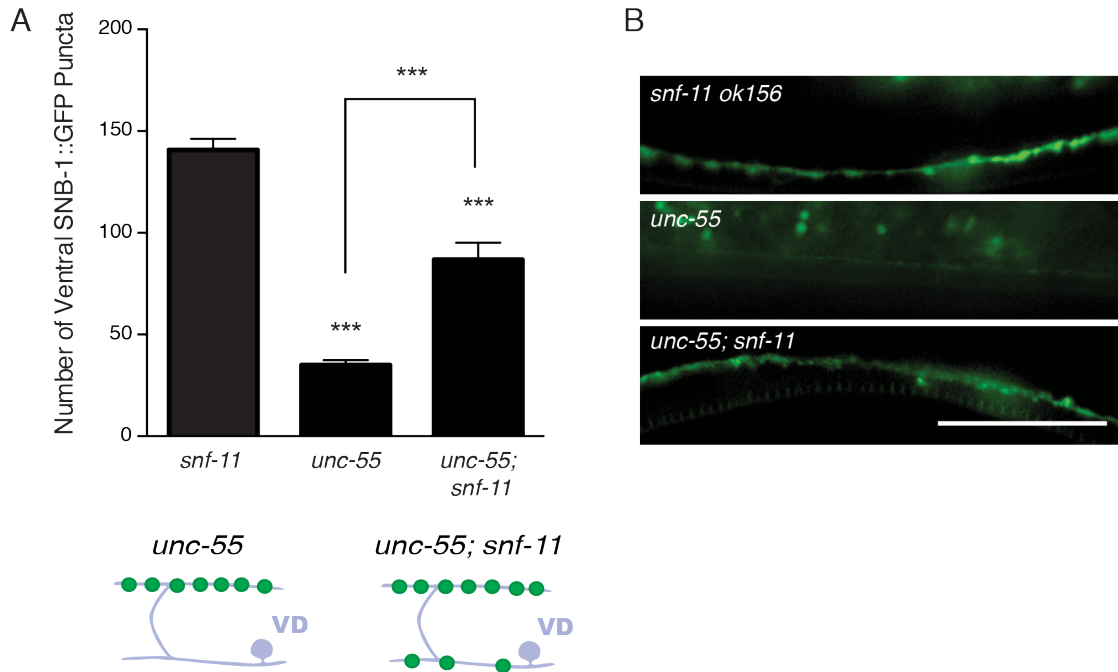 A
Number of Ventral SNB-1::GFP Puncta
200
150
100
50
0
***
***
***
snf-11
unc-55
unc-55;
snf-11
unc-55
VD
unc-55; snf-11
VD
B
snf-11 ok156
unc-55
unc-55; snf-11